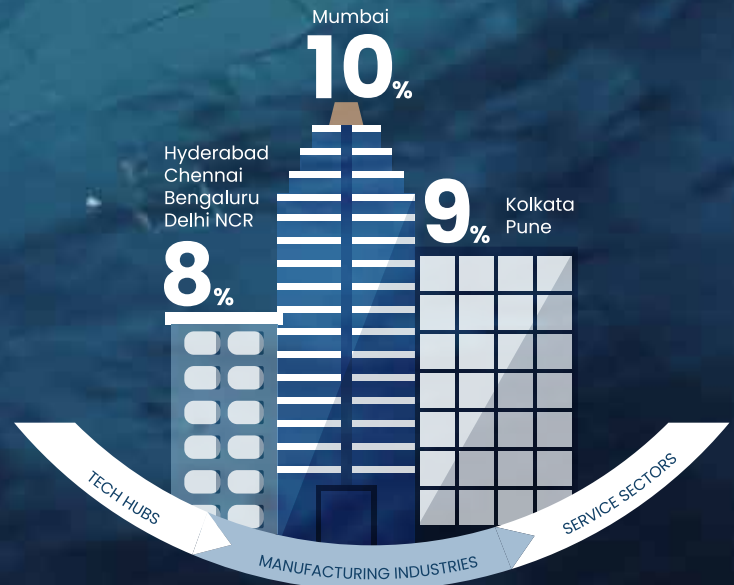 Mumbai
10%
Hyderabad
Chennai
Bengaluru
Delhi NCR
8%
9%
Kolkata
Pune
TECH HUBS
MANUFACTURING INDUSTRIES
SERVICE SECTORS